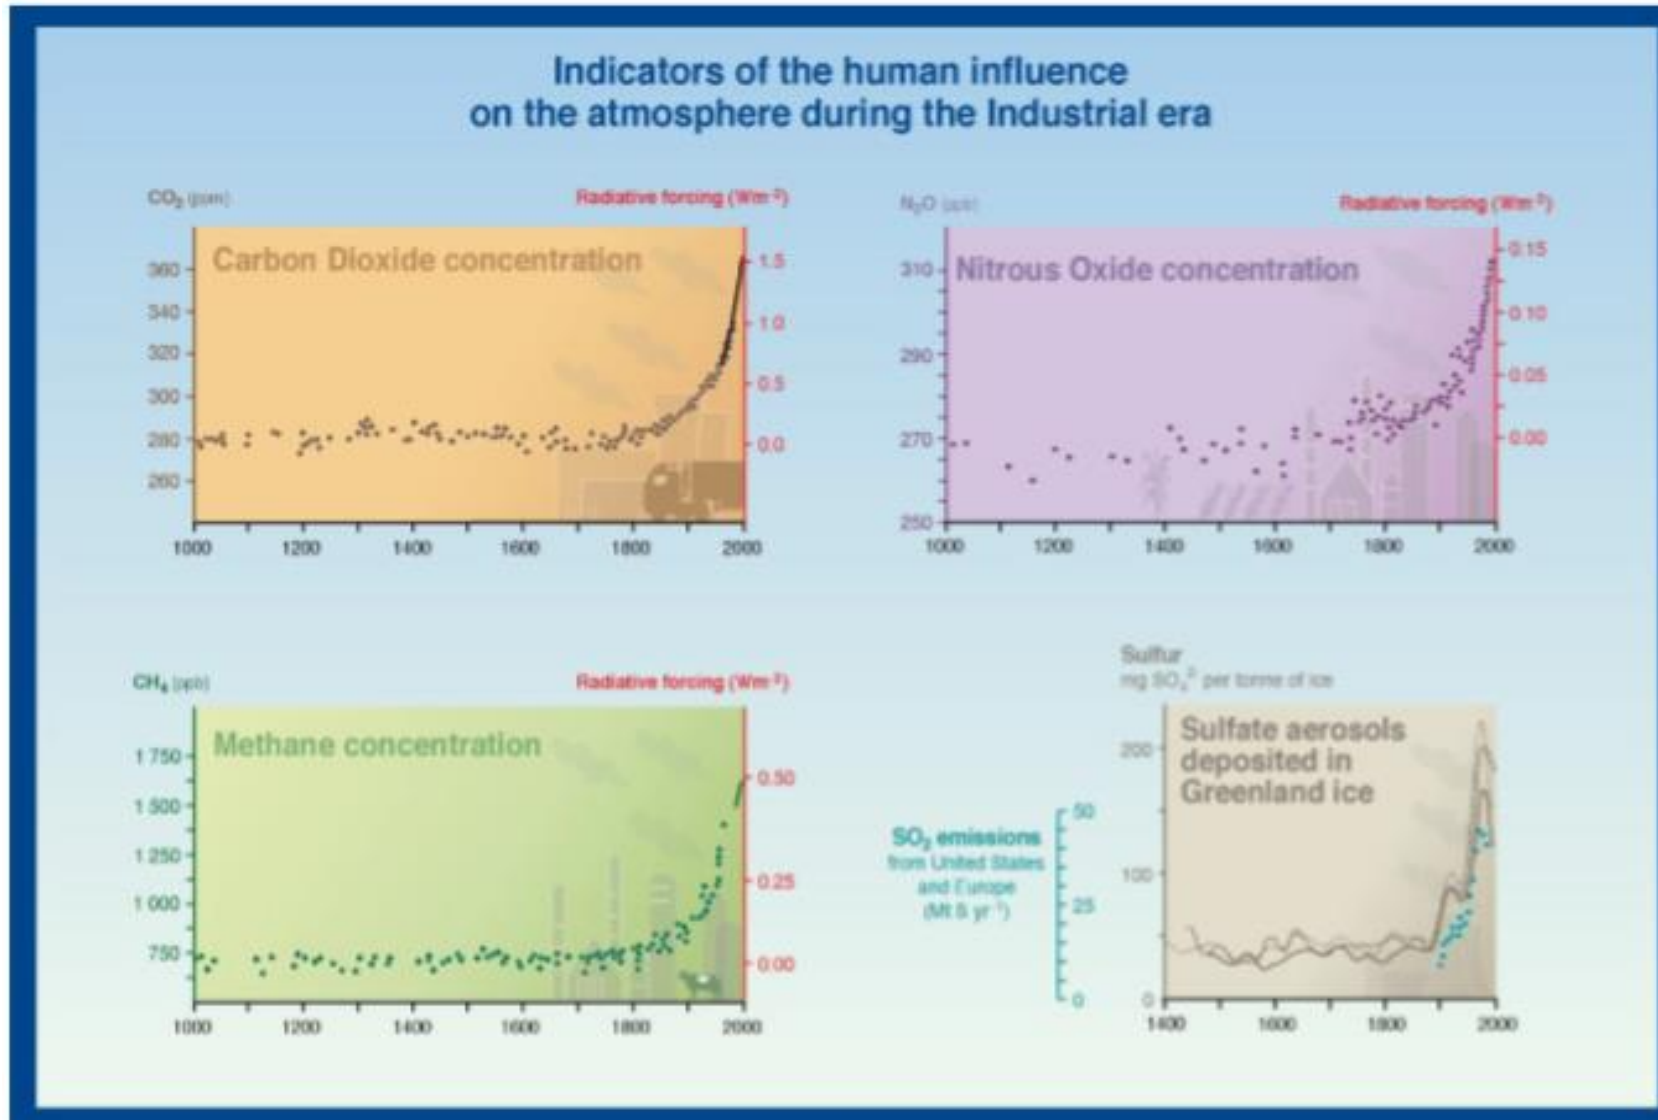 Indicators of the human influence
on the atmosphere during the Industrial era
CO₂ (ppm)
Radiative forcing (Wm⁻²)
Carbon Dioxide concentration
360
340
320
300
280
260
1.5
1.0
0.5
0.0
1000 1200 1400 1600 1800 2000
N₂O (ppb)
Radiative forcing (Wm⁻²)
Nitrous Oxide concentration
310
290
270
250
0.15
0.10
0.05
0.00
1000 1200 1400 1600 1800 2000
CH₄ (ppb)
Radiative forcing (Wm⁻²)
Methane concentration
1 750
1 500
1 250
1 000
750
0.50
0.25
0.00
1000 1200 1400 1600 1800 2000
Sulfur
mg SO₄²⁻ per tonne of ice
Sulfate aerosols
deposited in
Greenland ice
200
100
0
SO₂ emissions
from United States
and Europe
(Mt S yr⁻¹)
50
25
0
1400 1600 1800 2000